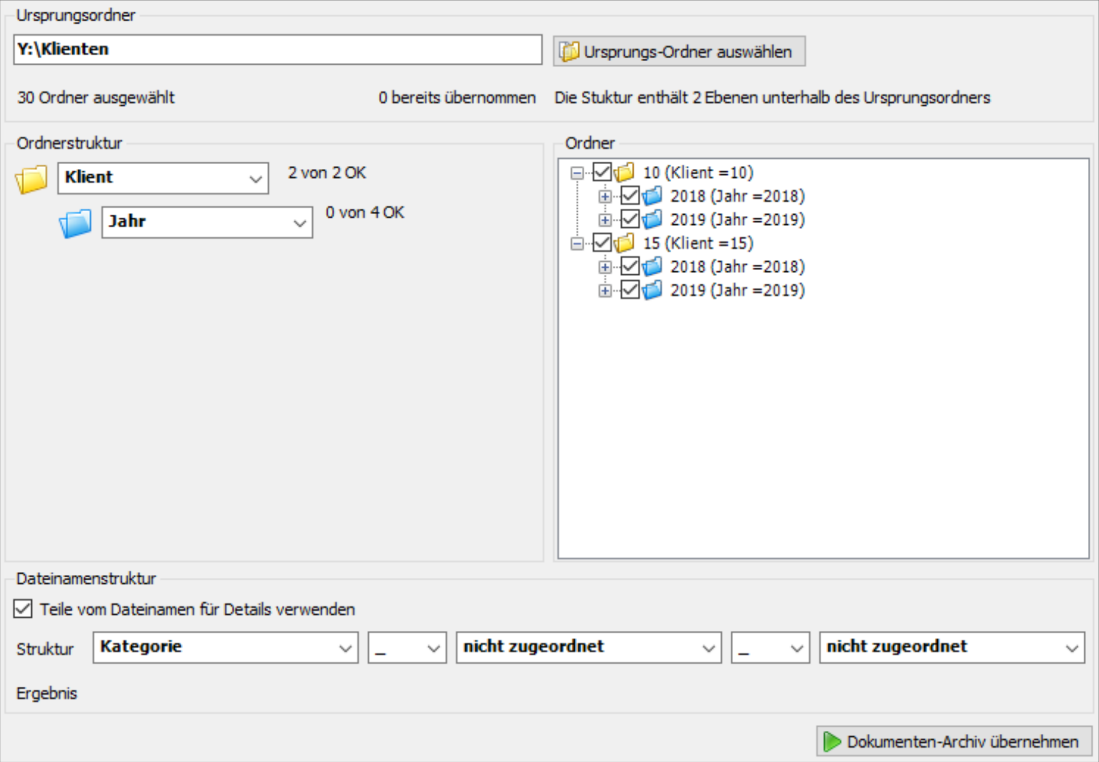 Ursprungsordner
Y:\Klienten
Ursprungs-Ordner auswählen
30 Ordner ausgewählt
0 bereits übernommen
Die Stuktur enthält 2 Ebenen unterhalb des Ursprungsordners
Ordnerstruktur
Klient
2 von 2 OK
Jahr
0 von 4 OK
Ordner
10 (Klient =10)
2018 (Jahr =2018)
2019 (Jahr =2019)
15 (Klient =15)
2018 (Jahr =2018)
2019 (Jahr =2019)
Dateinamenstruktur
Teile vom Dateinamen für Details verwenden
Struktur
Kategorie
_
nicht zugeordnet
_
nicht zugeordnet
Ergebnis
Dokumenten-Archiv übernehmen